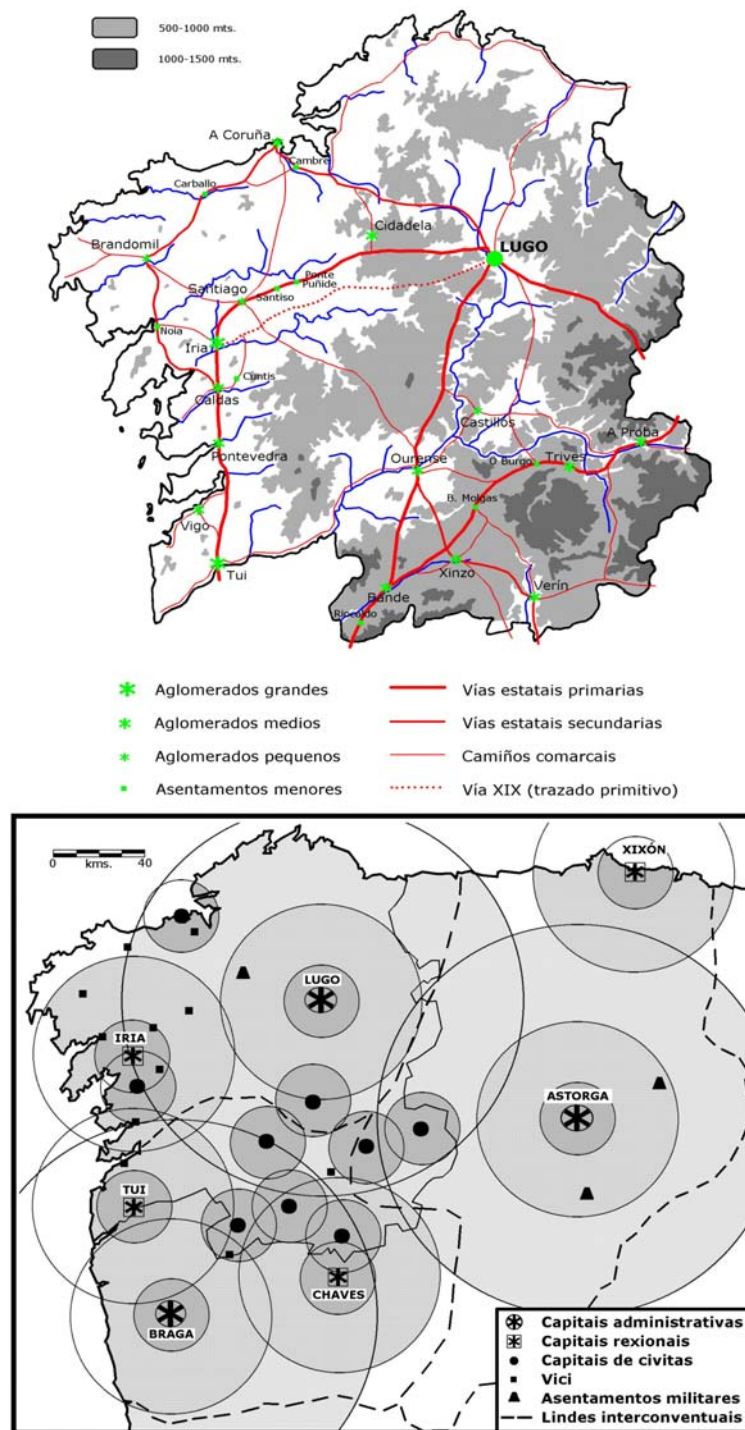 500-1000 mts.
1000-1500 mts.
A Coruña
Cambre
Carballo
Cidadela
Brandomil
LUGO
Ponte
Puñide
Santiago
Santiso
Noia
Iria
Cuntis
Caldas
Castillos
A Proba
Pontevedra
Ourense
O Burgo
Trives
B. Molgas
Vigo
Xinzo
Tui
Bande
Verín
Riocaldo
Aglomerados grandes
Vías estatais primarias
Aglomerados medios
Vías estatais secundarias
Aglomerados pequenos
Camiños comarcais
Asentamentos menores
Vía XIX (trazado primitivo)
XIXÓN
0 kms. 40
LUGO
IRIA
ASTORGA
TUI
CHAVES
BRAGA
Capitais administrativas
Capitais rexionais
Capitais de civitas
Vici
Asentamentos militares
Lindes interconventuais